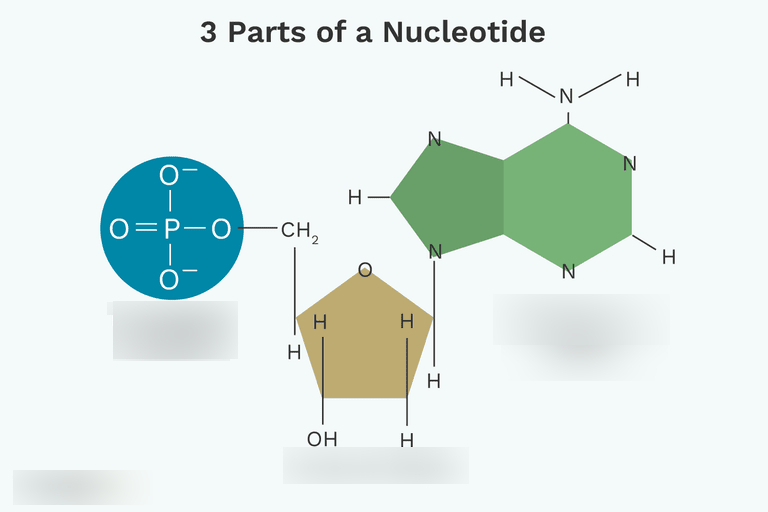 3 Parts of a Nucleotide
H H
N
N
N
O⁻
H
O=P—O
CH₂
N
H
O⁻
O
N
H
H
H
H
OH
H